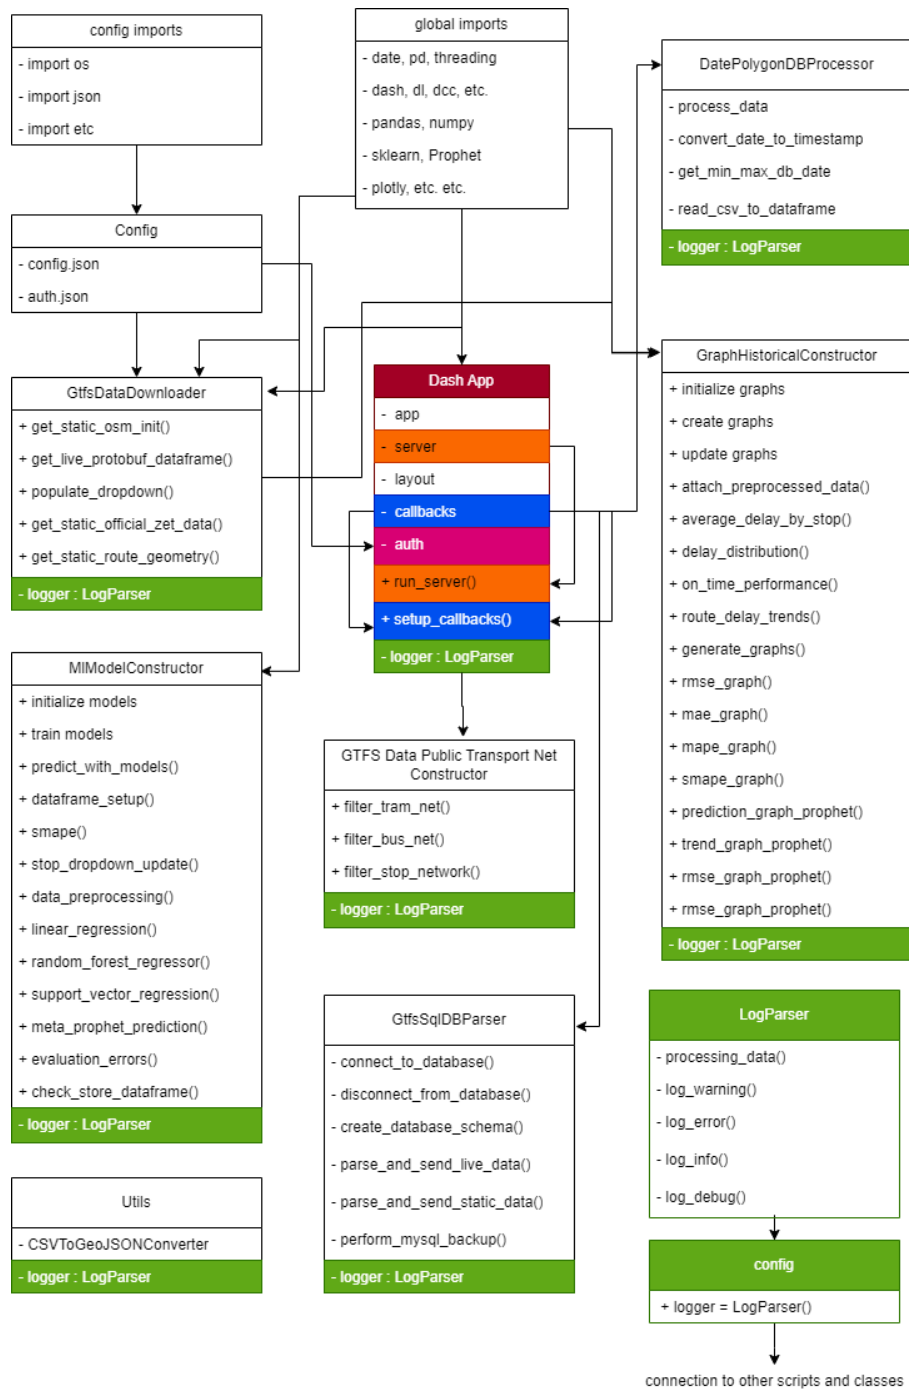 config imports
- import os
- import json
- import etc
global imports
- date, pd, threading
- dash, dl, dcc, etc.
- pandas, numpy
- sklearn, Prophet
- plotly, etc. etc.
DatePolygonDBProcessor
- process_data
- convert_date_to_timestamp
- get_min_max_db_date
- read_csv_to_dataframe
- logger : LogParser
Config
- config.json
- auth.json
GtfsDataDownloader
+ get_static_osm_init()
+ get_live_protobuf_dataframe()
+ populate_dropdown()
+ get_static_official_zet_data()
+ get_static_route_geometry()
- logger : LogParser
Dash App
- app
- server
- layout
- callbacks
- auth
+ run_server()
+ setup_callbacks()
- logger : LogParser
GraphHistoricalConstructor
+ initialize graphs
+ create graphs
+ update graphs
+ attach_preprocessed_data()
+ average_delay_by_stop()
+ delay_distribution()
+ on_time_performance()
+ route_delay_trends()
+ generate_graphs()
+ rmse_graph()
+ mae_graph()
+ mape_graph()
+ smape_graph()
+ prediction_graph_prophet()
+ trend_graph_prophet()
+ rmse_graph_prophet()
+ rmse_graph_prophet()
- logger : LogParser
MlModelConstructor
+ initialize models
+ train models
+ predict_with_models()
+ dataframe_setup()
+ smape()
+ stop_dropdown_update()
+ data_preprocessing()
+ linear_regression()
+ random_forest_regressor()
+ support_vector_regression()
+ meta_prophet_prediction()
+ evaluation_errors()
+ check_store_dataframe()
- logger : LogParser
GTFS Data Public Transport Net
Constructor
+ filter_tram_net()
+ filter_bus_net()
+ filter_stop_network()
- logger : LogParser
GtfsSqlDBParser
- connect_to_database()
- disconnect_from_database()
- create_database_schema()
- parse_and_send_live_data()
- parse_and_send_static_data()
- perform_mysql_backup()
- logger : LogParser
LogParser
- processing_data()
- log_warning()
- log_error()
- log_info()
- log_debug()
Utils
- CSVToGeoJSONConverter
- logger : LogParser
config
+ logger = LogParser()
connection to other scripts and classes